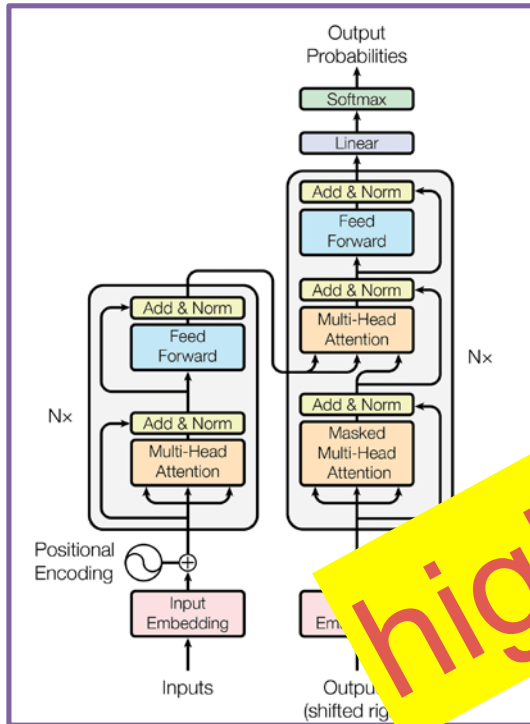 Output
Probabilities
Softmax
Linear
Add & Norm
Feed
Forward
Add & Norm
Multi-Head
Attention
Add & Norm
Masked
Multi-Head
Attention
Nx
Add & Norm
Feed
Forward
Add & Norm
Multi-Head
Attention
Nx
Positional
Encoding
Input
Embedding
Inputs
(shifted